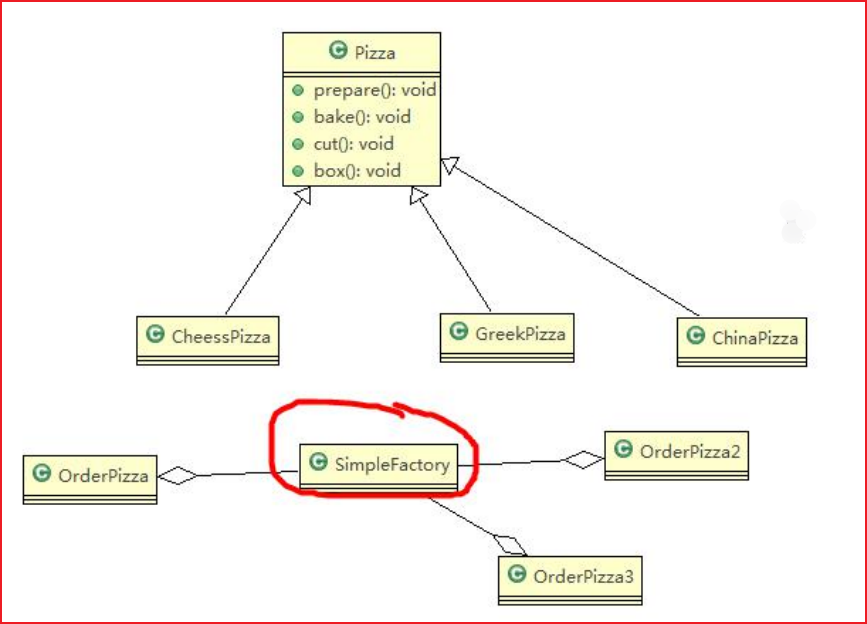 Pizza
prepare(): void
bake(): void
cut(): void
box(): void
CheessPizza
GreekPizza
ChinaPizza
OrderPizza
SimpleFactory
OrderPizza2
OrderPizza3